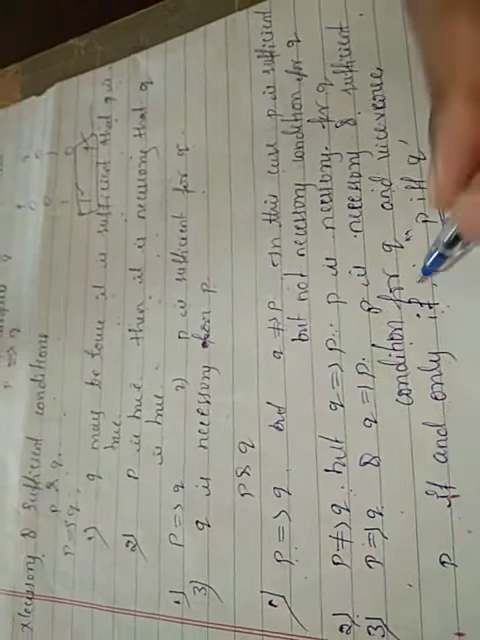 Necessary & Sufficient conditions
P & q.
P=>q.
1) q may be true it is sufficient that q is
true.
2) P is true then it is necessary that q
is true.
1) P=>q 2) P is sufficient for q.
3) q is necessary for P
P & q
1) P=>q but q≠>P In this case P is sufficient
but not necessary condition for q
2) P≠>q but q=>P. P is necessary for q
3) P=>q & q=>P. P is necessary & sufficient
condition for q and viceversa
P if and only if. "P iff q"